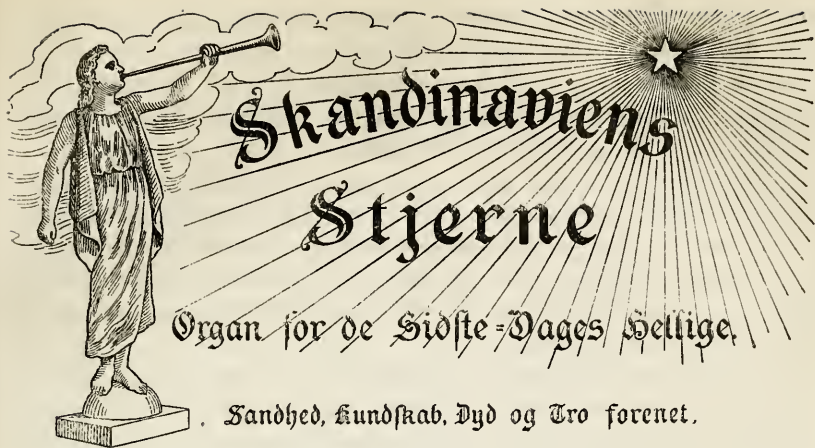 Skandinaviens
Stjerne
Organ for de Sidste=Dages Hellige.
Sandhed, Kundskab, Dyd og Tro forenet.